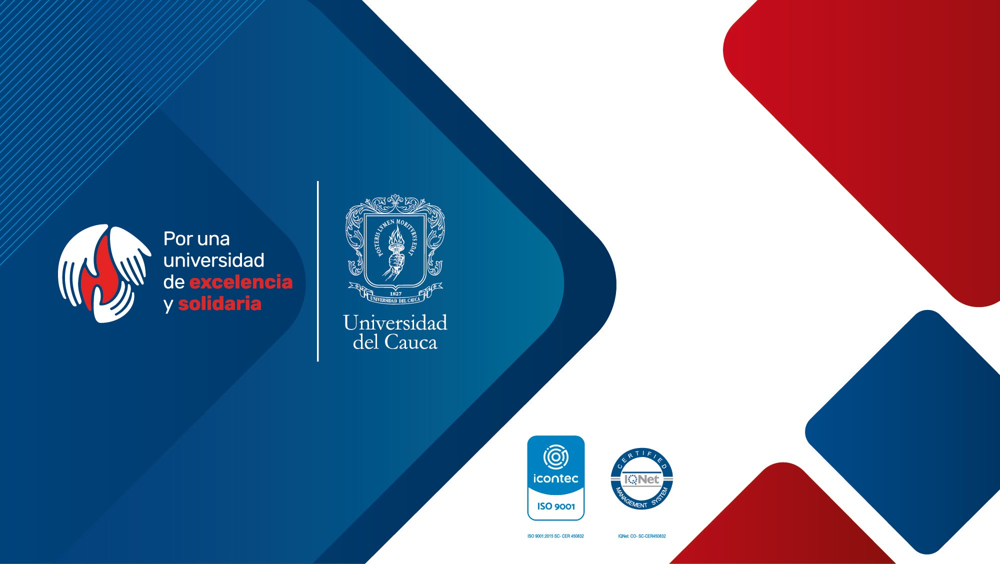 Por una
universidad
de excelencia
y solidaria
POSTERIS LVMEN MORITVRVS EDAT
1827
UNIVERSIDAD DEL CAUCA
Universidad
del Cauca
icontec
ISO 9001
ISO 9001:2015 SC- CER 450832
CERTIFIED
IQNet
MANAGEMENT SYSTEM
IQNet: CO- SC-CER450832